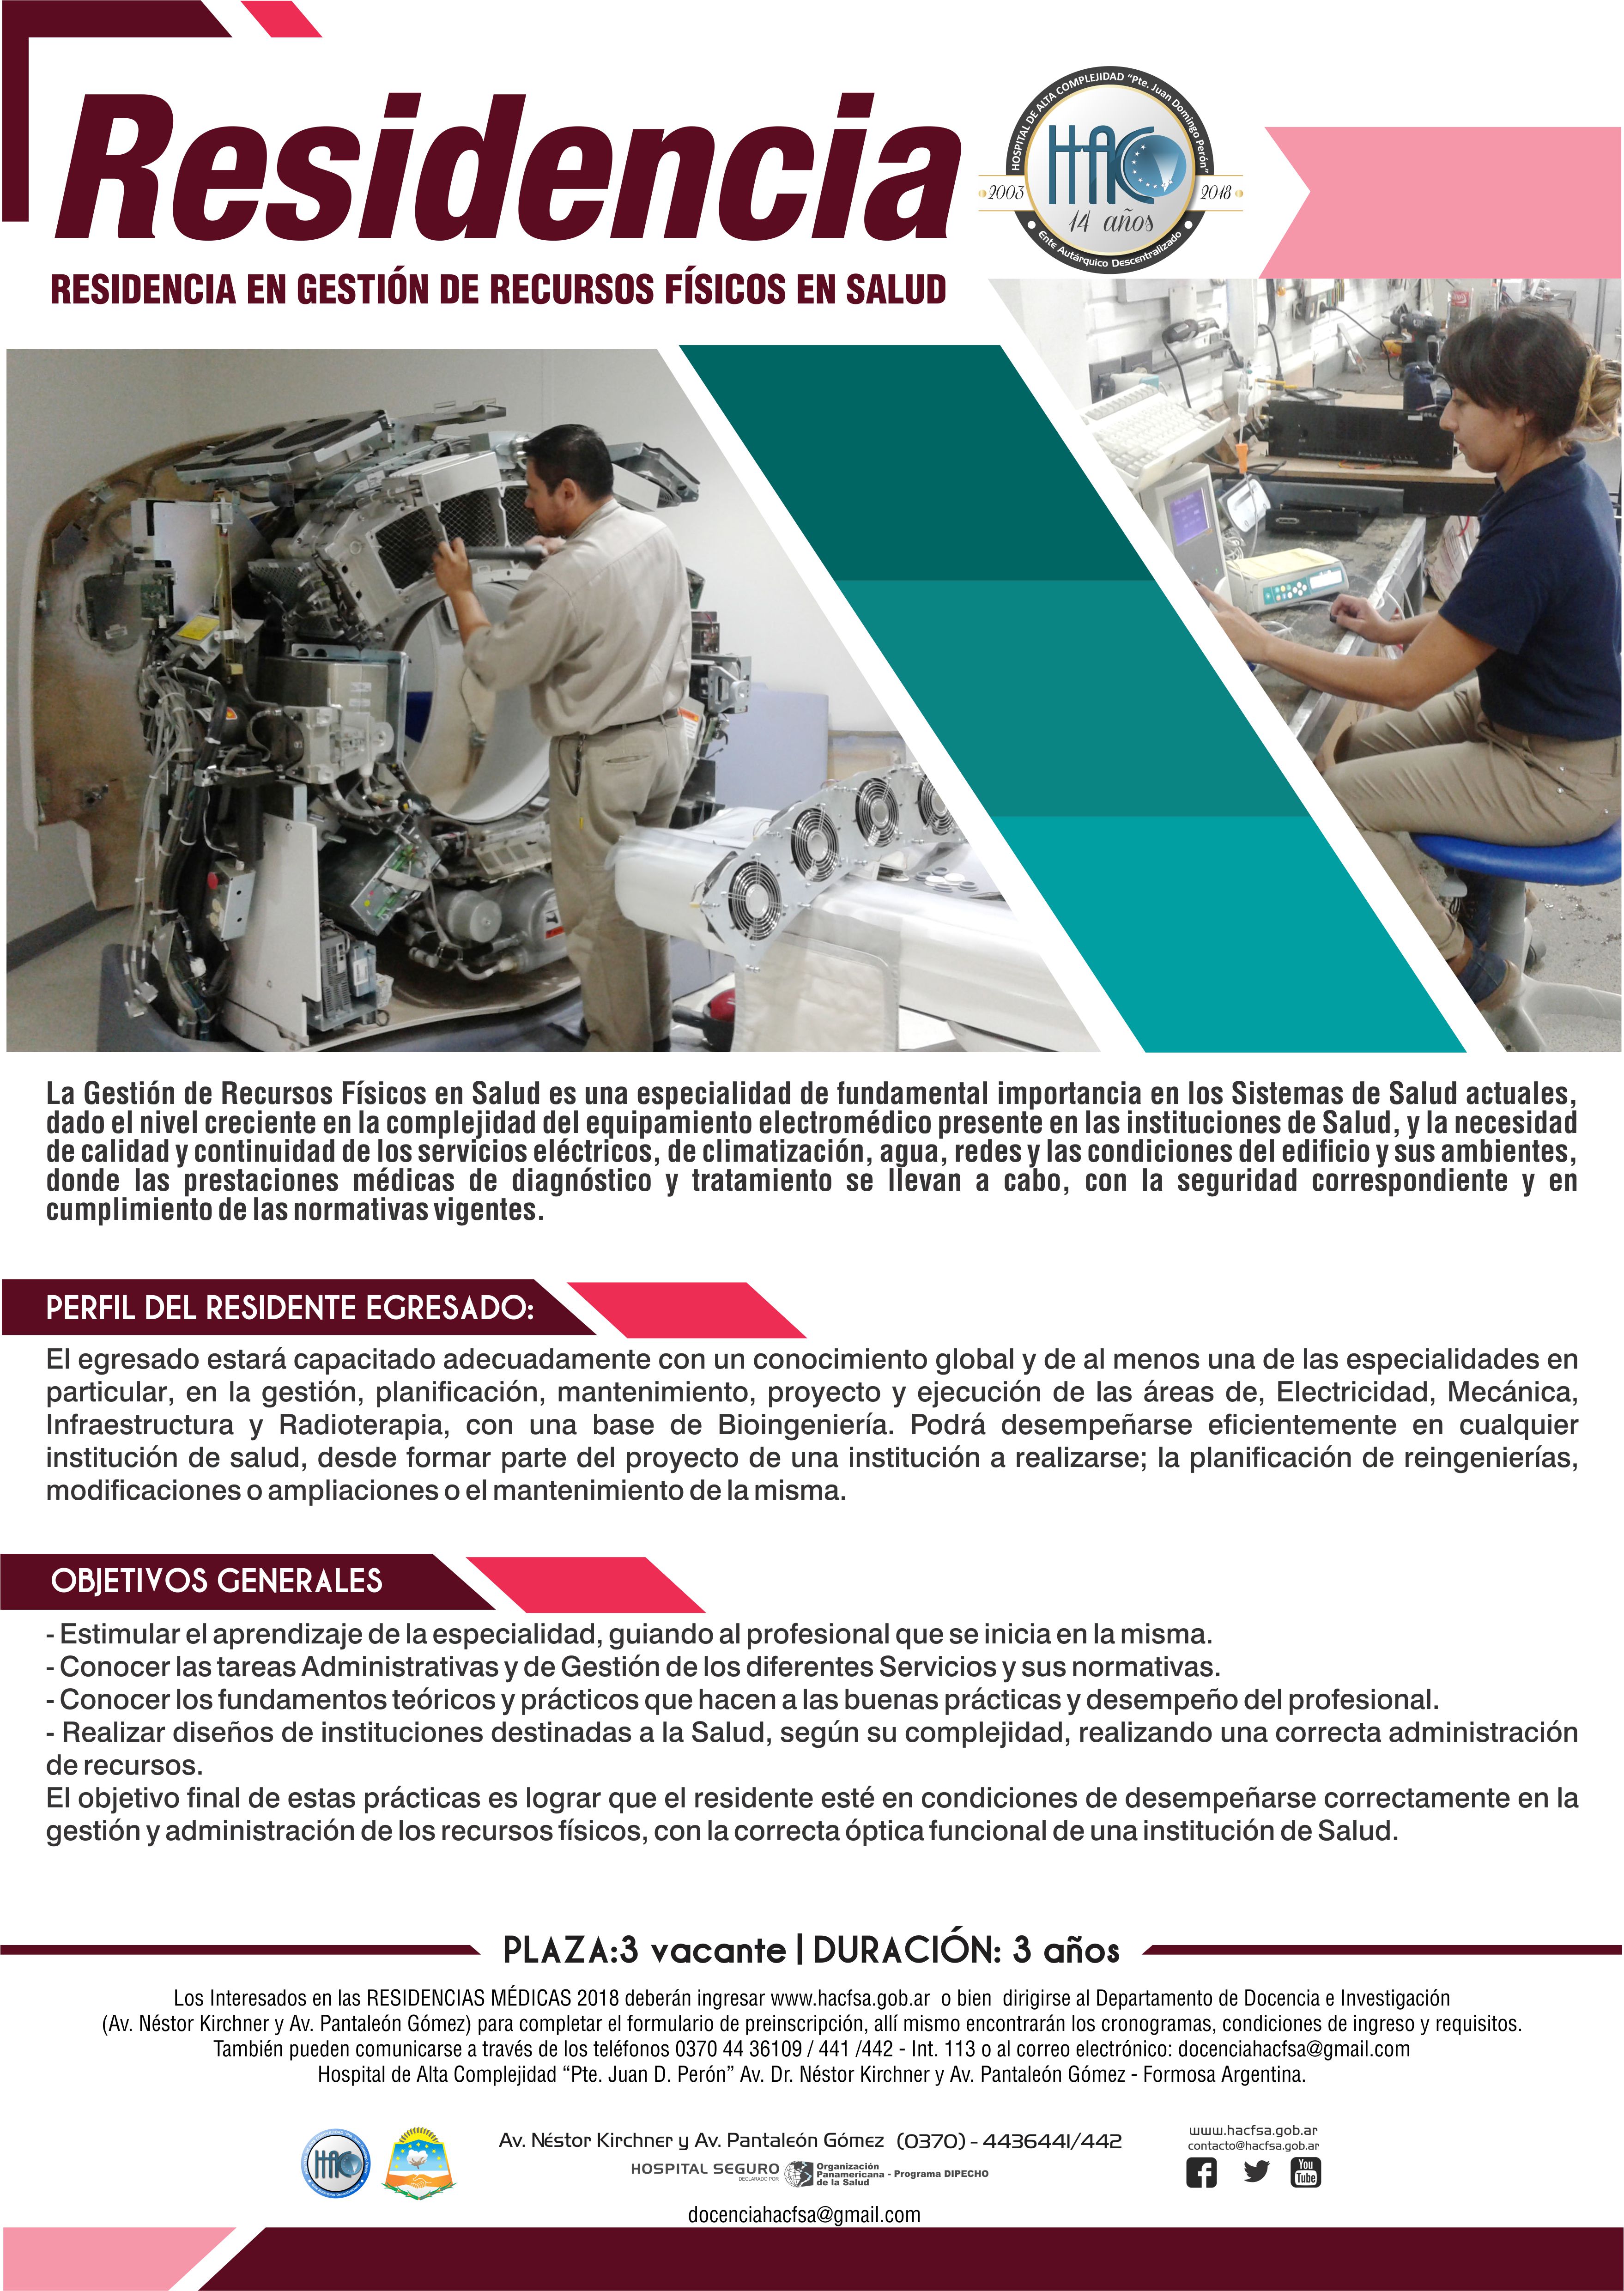 Residencia
HOSPITAL DE ALTA COMPLEJIDAD "Pte. Juan Domingo Perón"
HAC
2003
2018
14 años
Ente Autárquico Descentralizado
RESIDENCIA EN GESTIÓN DE RECURSOS FÍSICOS EN SALUD
La Gestión de Recursos Físicos en Salud es una especialidad de fundamental importancia en los Sistemas de Salud actuales,
dado el nivel creciente en la complejidad del equipamiento electromédico presente en las instituciones de Salud, y la necesidad
de calidad y continuidad de los servicios eléctricos, de climatización, agua, redes y las condiciones del edificio y sus ambientes,
donde las prestaciones médicas de diagnóstico y tratamiento se llevan a cabo, con la seguridad correspondiente y en
cumplimiento de las normativas vigentes.
PERFIL DEL RESIDENTE EGRESADO:
El egresado estará capacitado adecuadamente con un conocimiento global y de al menos una de las especialidades en
particular, en la gestión, planificación, mantenimiento, proyecto y ejecución de las áreas de, Electricidad, Mecánica,
Infraestructura y Radioterapia, con una base de Bioingeniería. Podrá desempeñarse eficientemente en cualquier
institución de salud, desde formar parte del proyecto de una institución a realizarse; la planificación de reingenierías,
modificaciones o ampliaciones o el mantenimiento de la misma.
OBJETIVOS GENERALES
- Estimular el aprendizaje de la especialidad, guiando al profesional que se inicia en la misma.
- Conocer las tareas Administrativas y de Gestión de los diferentes Servicios y sus normativas.
- Conocer los fundamentos teóricos y prácticos que hacen a las buenas prácticas y desempeño del profesional.
- Realizar diseños de instituciones destinadas a la Salud, según su complejidad, realizando una correcta administración
de recursos.
El objetivo final de estas prácticas es lograr que el residente esté en condiciones de desempeñarse correctamente en la
gestión y administración de los recursos físicos, con la correcta óptica funcional de una institución de Salud.
PLAZA:3 vacante | DURACIÓN: 3 años
Los Interesados en las RESIDENCIAS MÉDICAS 2018 deberán ingresar www.hacfsa.gob.ar o bien dirigirse al Departamento de Docencia e Investigación
(Av. Néstor Kirchner y Av. Pantaleón Gómez) para completar el formulario de preinscripción, allí mismo encontrarán los cronogramas, condiciones de ingreso y requisitos.
También pueden comunicarse a través de los teléfonos 0370 44 36109 / 441 /442 - Int. 113 o al correo electrónico: docenciahacfsa@gmail.com
Hospital de Alta Complejidad “Pte. Juan D. Perón” Av. Dr. Néstor Kirchner y Av. Pantaleón Gómez - Formosa Argentina.
HAC
Av. Néstor Kirchner y Av. Pantaleón Gómez (0370) - 4436441/442
HOSPITAL SEGURO
DECLARADO POR
Organización
Panamericana - Programa DIPECHO
de la Salud
www.hacfsa.gob.ar
contacto@hacfsa.gob.ar
You
Tube
docenciahacfsa@gmail.com